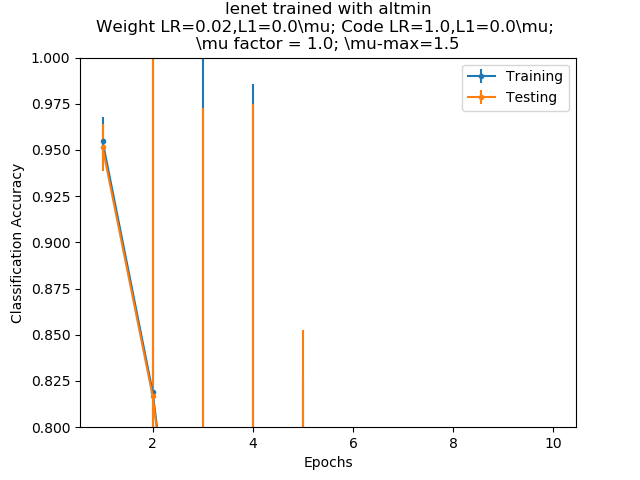 lenet trained with altmin
Weight LR=0.02,L1=0.0\mu; Code LR=1.0,L1=0.0\mu;
\mu factor = 1.0; \mu-max=1.5
Training
Testing
Classification Accuracy
1.000
0.975
0.950
0.925
0.900
0.875
0.850
0.825
0.800
2 4 6 8 10
Epochs